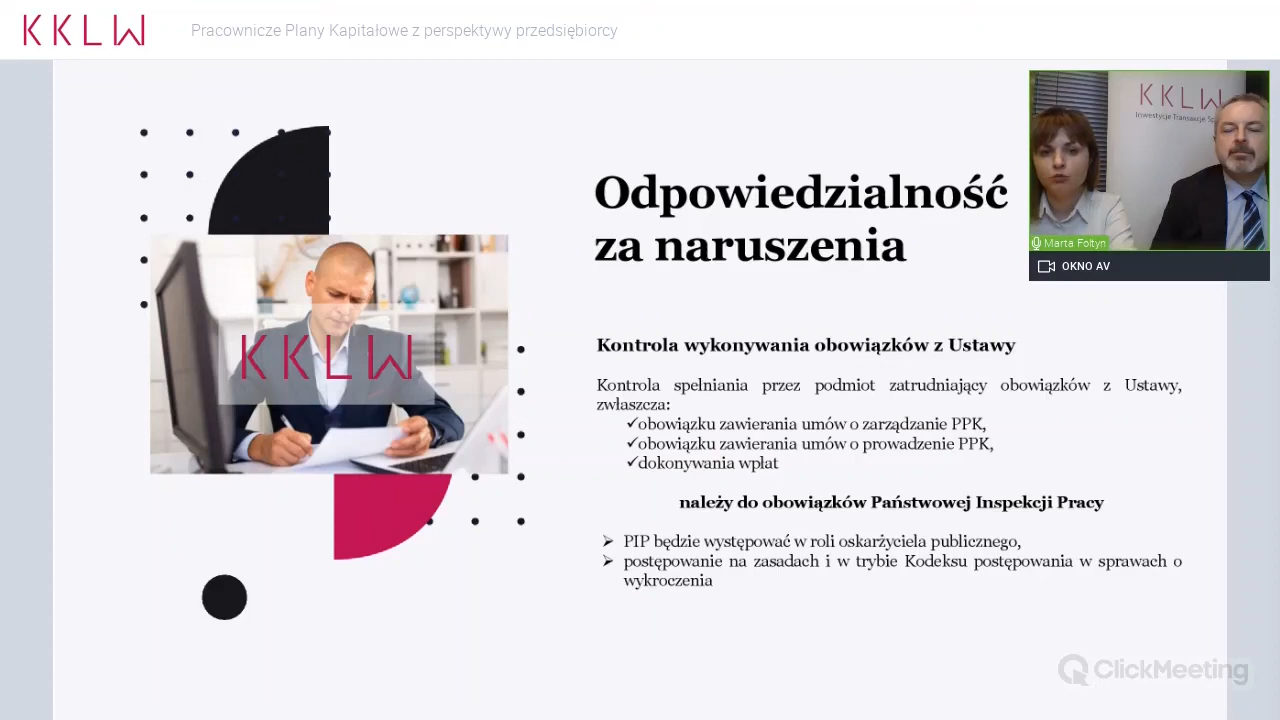 KKLW
Pracownicze Plany Kapitałowe z perspektywy przedsiębiorcy
KKLW
Inwestycje Transakcje
Marta Foltyn
OKNO AV
Odpowiedzialność
za naruszenia
KKLW
Kontrola wykonywania obowiązków z Ustawy
Kontrola spełniania przez podmiot zatrudniający obowiązków z Ustawy,
zwłaszcza:
✓obowiązku zawierania umów o zarządzanie PPK,
✓obowiązku zawierania umów o prowadzenie PPK,
✓dokonywania wpłat
należy do obowiązków Państwowej Inspekcji Pracy
➢ PIP będzie występować w roli oskarżyciela publicznego,
➢ postępowanie na zasadach i w trybie Kodeksu postępowania w sprawach o
wykroczenia
ClickMeeting